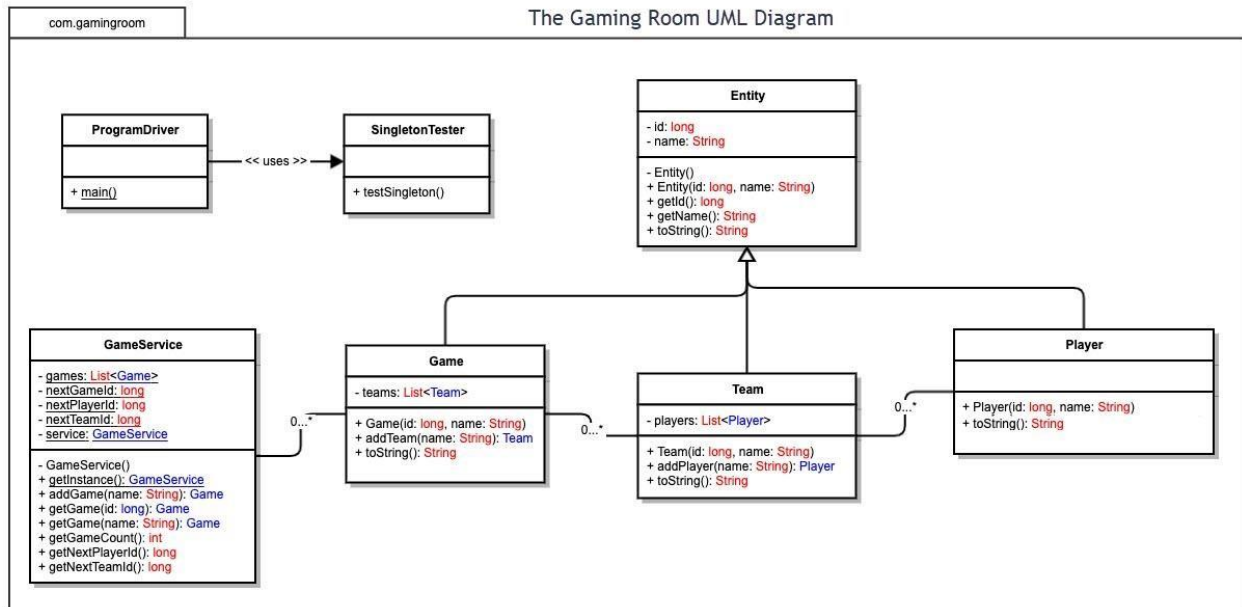 com.gamingroom
The Gaming Room UML Diagram
ProgramDriver
+ main()
<< uses >>
SingletonTester
+ testSingleton()
Entity
- id: long
- name: String
- Entity()
+ Entity(id: long, name: String)
+ getId(): long
+ getName(): String
+ toString(): String
GameService
- games: List<Game>
- nextGameId: long
- nextPlayerId: long
- nextTeamId: long
- service: GameService
- GameService()
+ getInstance(): GameService
+ addGame(name: String): Game
+ getGame(id: long): Game
+ getGame(name: String): Game
+ getGameCount(): int
+ getNextPlayerId(): long
+ getNextTeamId(): long
0...*
Game
- teams: List<Team>
+ Game(id: long, name: String)
+ addTeam(name: String): Team
+ toString(): String
0...*
Team
- players: List<Player>
+ Team(id: long, name: String)
+ addPlayer(name: String): Player
+ toString(): String
0...*
Player
+ Player(id: long, name: String)
+ toString(): String